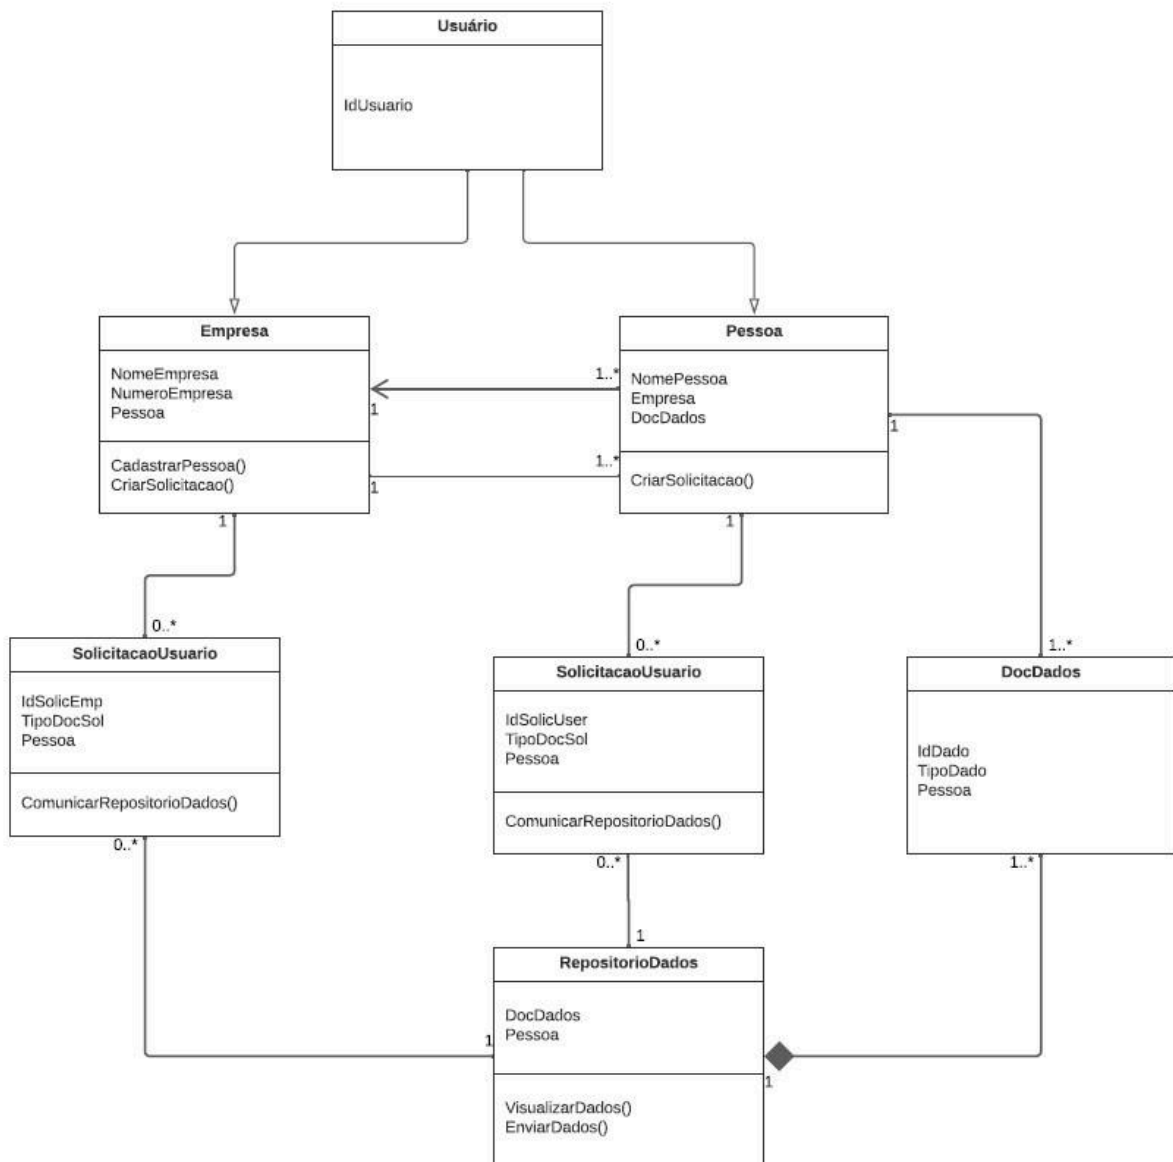 Usuário
IdUsuario
Empresa
NomeEmpresa
NumeroEmpresa
Pessoa
CadastrarPessoa()
CriarSolicitacao()
1..*
1
1..*
1
Pessoa
NomePessoa
Empresa
DocDados
CriarSolicitacao()
1
1
1
0..*
0..*
1..*
SolicitacaoUsuario
IdSolicEmp
TipoDocSol
Pessoa
ComunicarRepositorioDados()
0..*
SolicitacaoUsuario
IdSolicUser
TipoDocSol
Pessoa
ComunicarRepositorioDados()
0..*
DocDados
IdDado
TipoDado
Pessoa
1..*
1
RepositorioDados
DocDados
Pessoa
VisualizarDados()
EnviarDados()
1
1